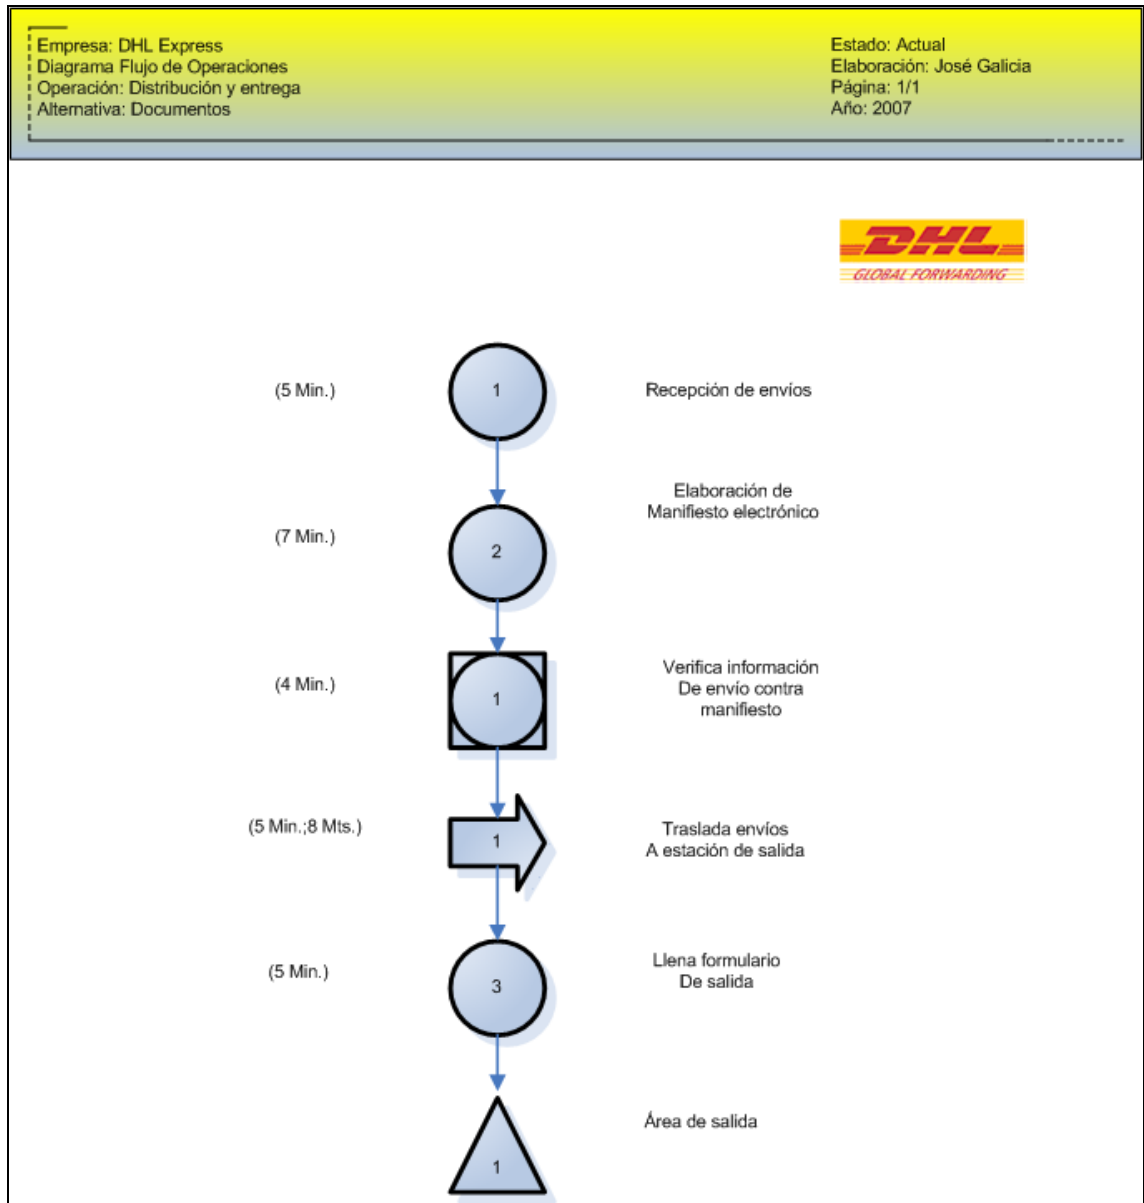 Empresa: DHL Express
Diagrama Flujo de Operaciones
Operación: Distribución y entrega
Alternativa: Documentos
Estado: Actual
Elaboración: José Galicia
Página: 1/1
Año: 2007
DHL
GLOBAL FORWARDING
(5 Min.)
1
Recepción de envíos
(7 Min.)
2
Elaboración de
Manifiesto electrónico
(4 Min.)
1
Verifica información
De envío contra
manifiesto
(5 Min.;8 Mts.)
1
Traslada envíos
A estación de salida
(5 Min.)
3
Llena formulario
De salida
1
Área de salida